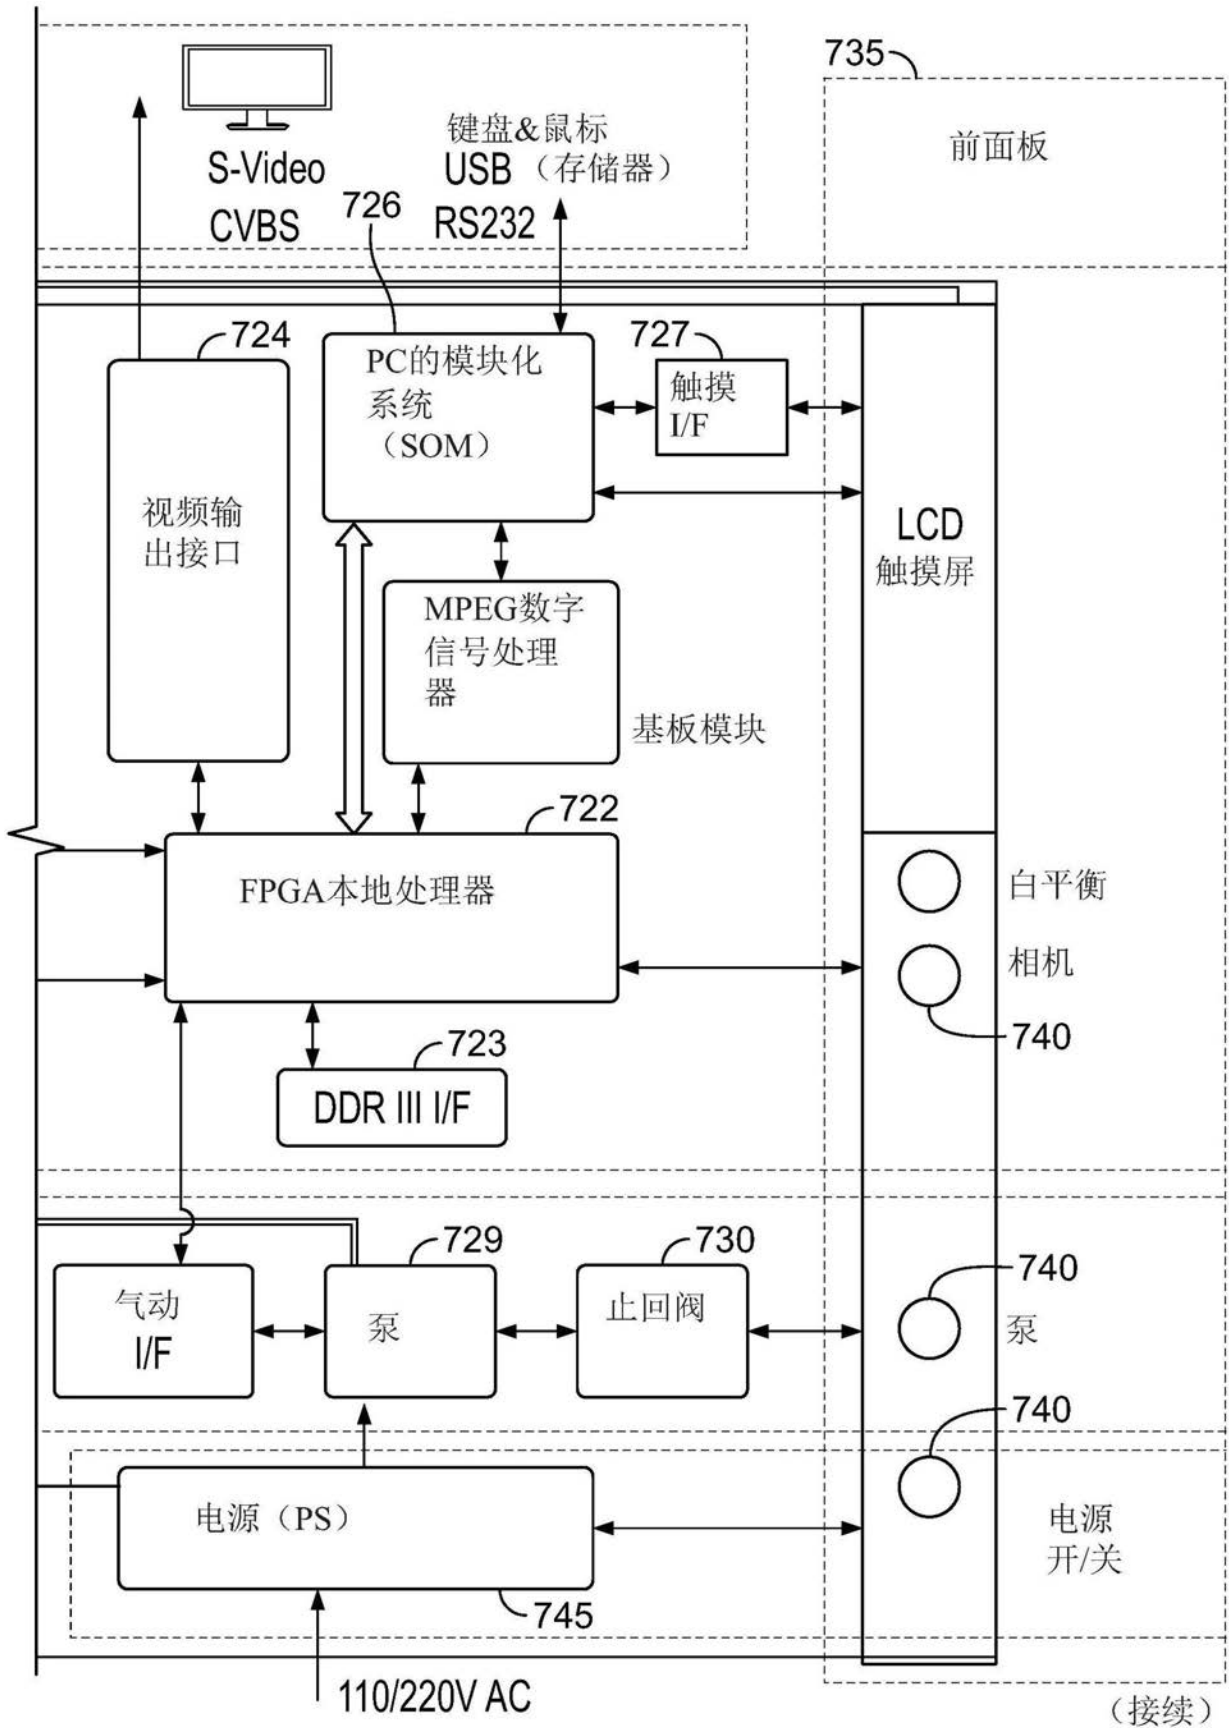 735
前面板
键盘&鼠标
S-Video
USB（存储器）
CVBS
726
RS232
724
727
PC的模块化
系统
（SOM）
触摸
I/F
视频输
出接口
LCD
触摸屏
MPEG数字
信号处理
器
基板模块
722
FPGA本地处理器
白平衡
相机
740
723
DDR III I/F
729
730
740
气动
I/F
泵
止回阀
泵
740
电源（PS）
电源
开/关
745
110/220V AC
（接续）